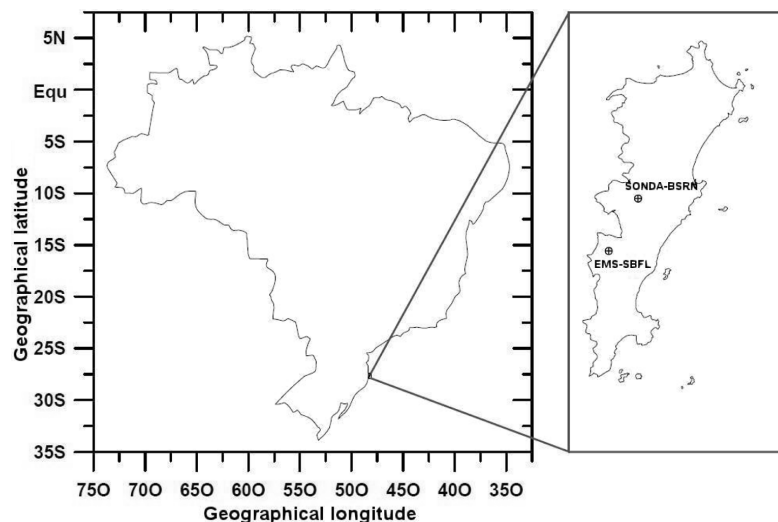 5N
Equ
5S
10S
15S
20S
25S
30S
35S
Geographical latitude
75O 70O 65O 60O 55O 50O 45O 40O 35O
Geographical longitude
SONDA-BSRN
EMS-SBFL